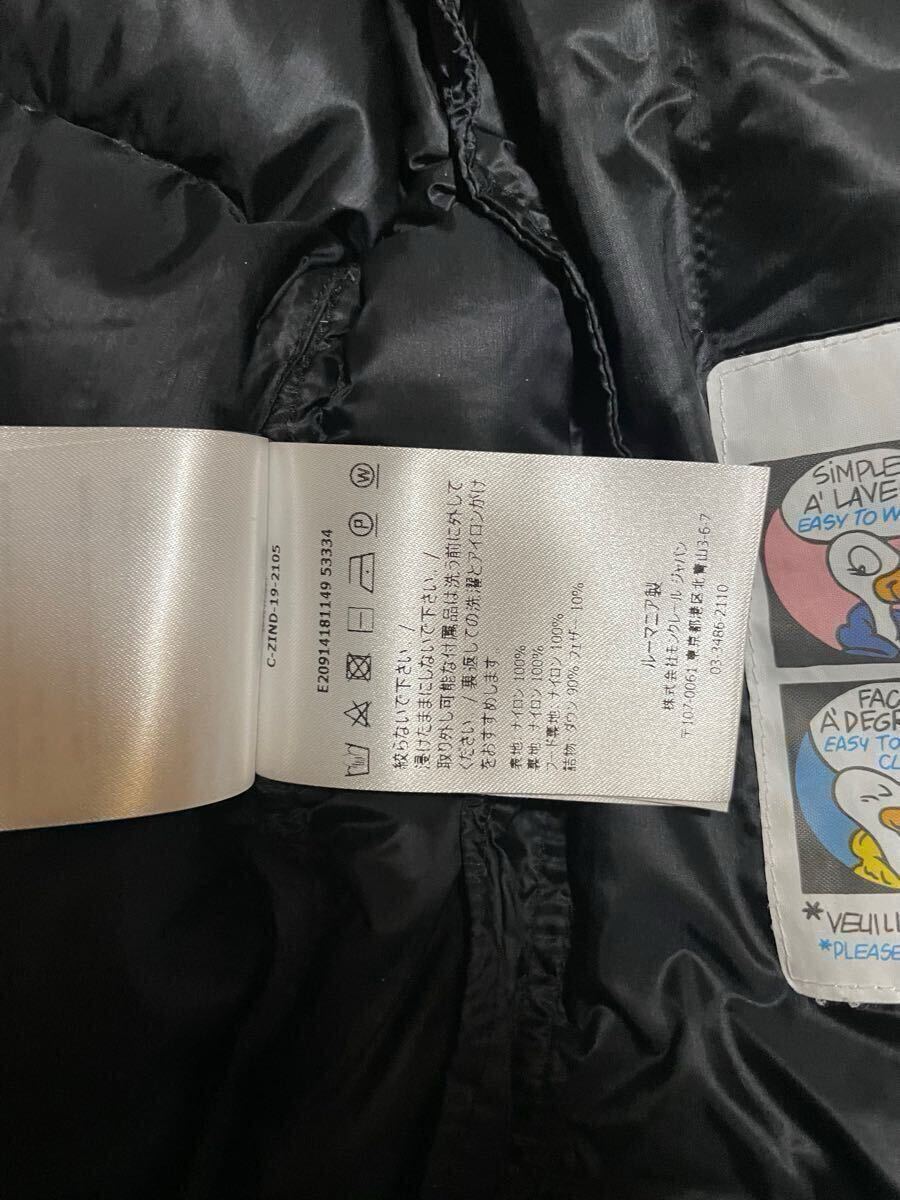 C-ZIND-19-2105
E20914181149 53334
W
P
絞らないで下さい /
浸けたままにしないで下さい /
取り外し可能な付属品は洗う前に外して
ください / 裏返しての洗濯とアイロンがけ
をおすすめします.
表地: ナイロン 100%
裏地: ナイロン 100%
フード裏地: ナイロン 100%
詰物: ダウン 90% フェザー 10%
ルーマニア製
株式会社モンクレール ジャパン
〒107-0061 東京都港区北青山3-6-7
03-3486-2110
SiMPLE
A' LAVE
EASY TO W
FAC
A'DEGR
EASY TO
CL
*VEUILL
*PLEASE